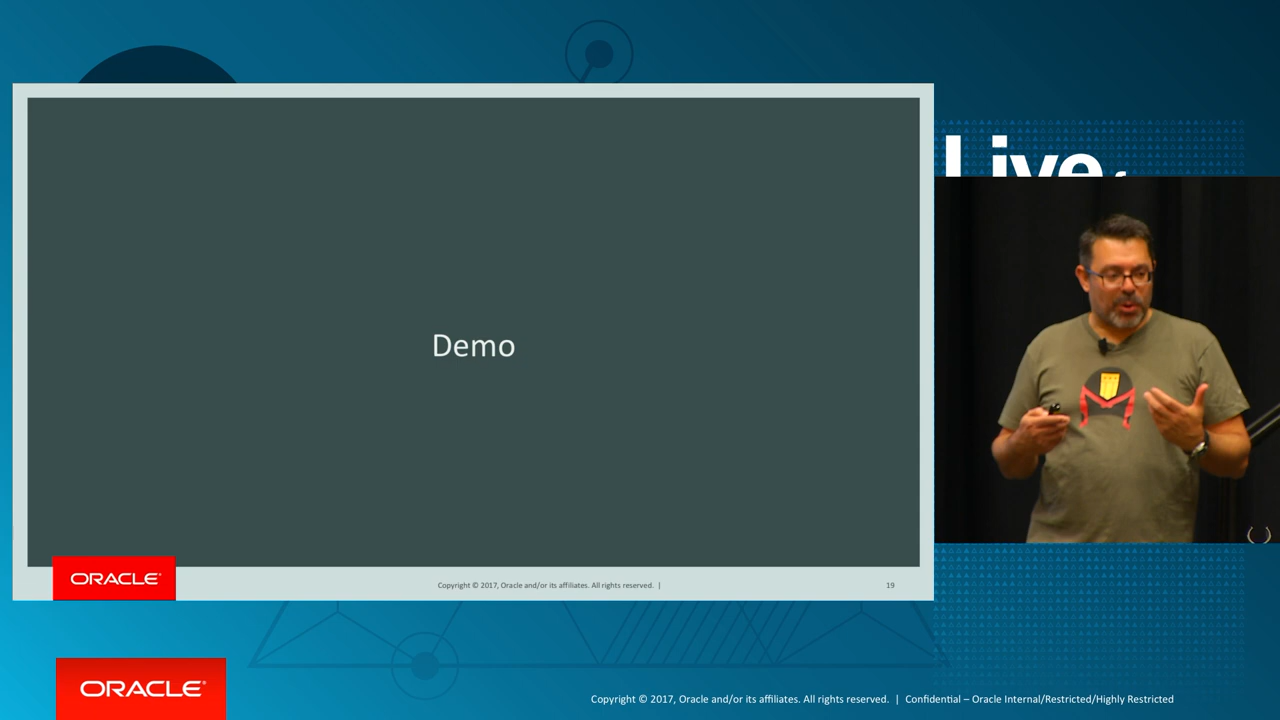 Live
Demo
ORACLE®
Copyright © 2017, Oracle and/or its affiliates. All rights reserved. |
19
ORACLE®
Copyright © 2017, Oracle and/or its affiliates. All rights reserved. | Confidential – Oracle Internal/Restricted/Highly Restricted